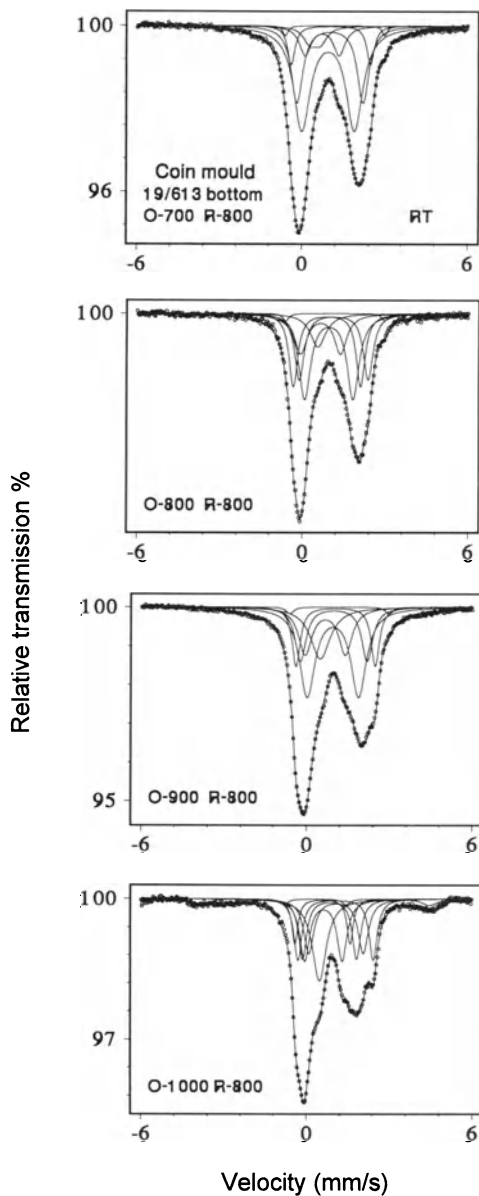 100
Coin mould
19/613 bottom
96
O-700 R-800 RT
-6 0 6
100
O-800 R-800
-6 0 6
Relative transmission %
100
95
O-900 R-800
-6 0 6
100
97
O-1000 R-800
-6 0 6
Velocity (mm/s)